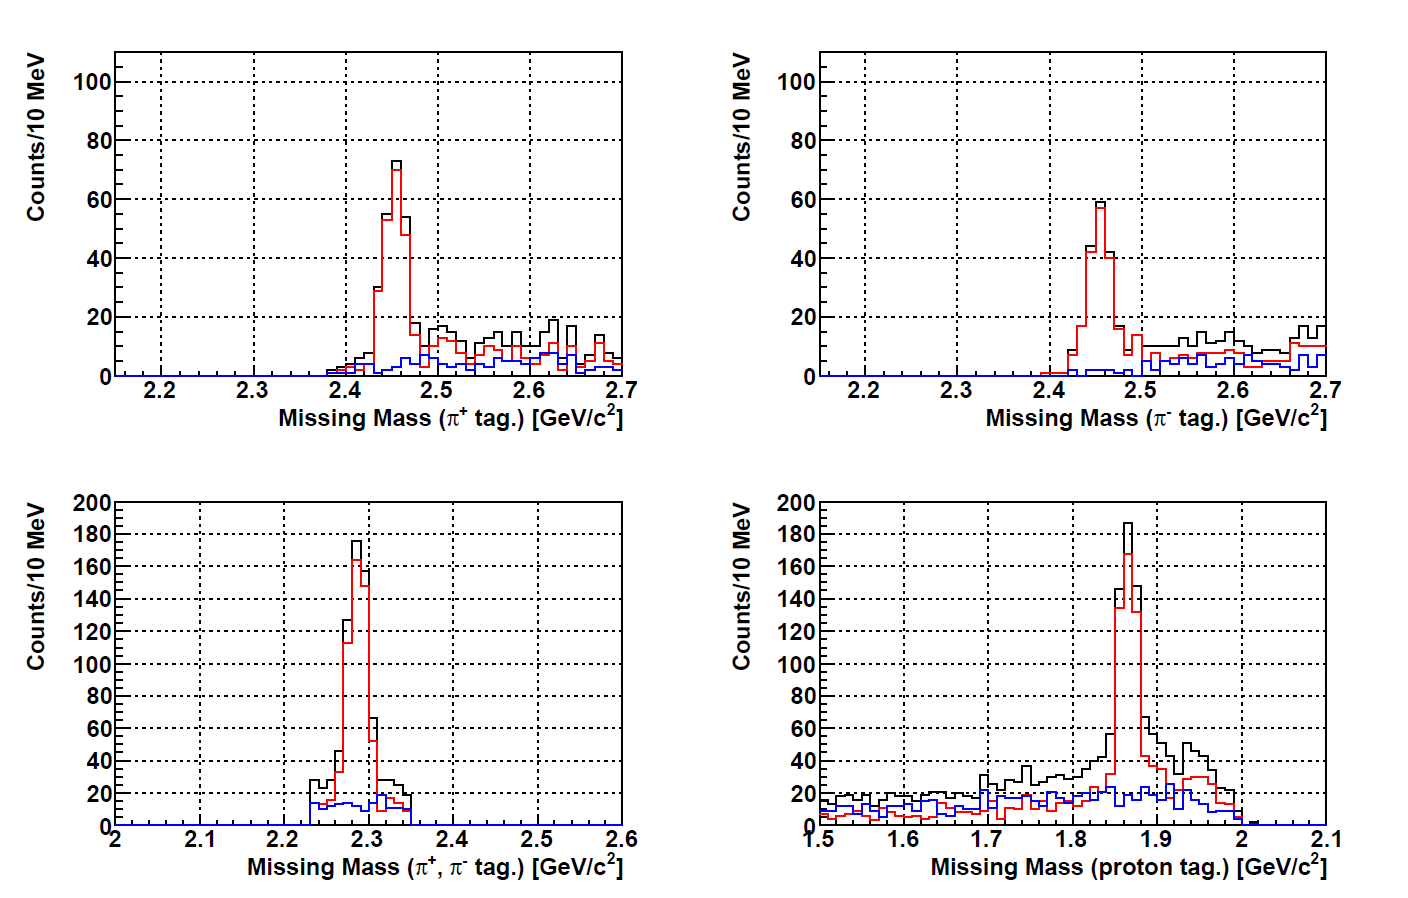 Counts/10 MeV
100
80
60
40
20
0
2.2 2.3 2.4 2.5 2.6 2.7
Missing Mass (π⁺ tag.) [GeV/c²]
Counts/10 MeV
100
80
60
40
20
0
2.2 2.3 2.4 2.5 2.6 2.7
Missing Mass (π⁻ tag.) [GeV/c²]
Counts/10 MeV
200
180
160
140
120
100
80
60
40
20
0
2 2.1 2.2 2.3 2.4 2.5 2.6
Missing Mass (π⁺, π⁻ tag.) [GeV/c²]
Counts/10 MeV
200
180
160
140
120
100
80
60
40
20
0
1.5 1.6 1.7 1.8 1.9 2 2.1
Missing Mass (proton tag.) [GeV/c²]